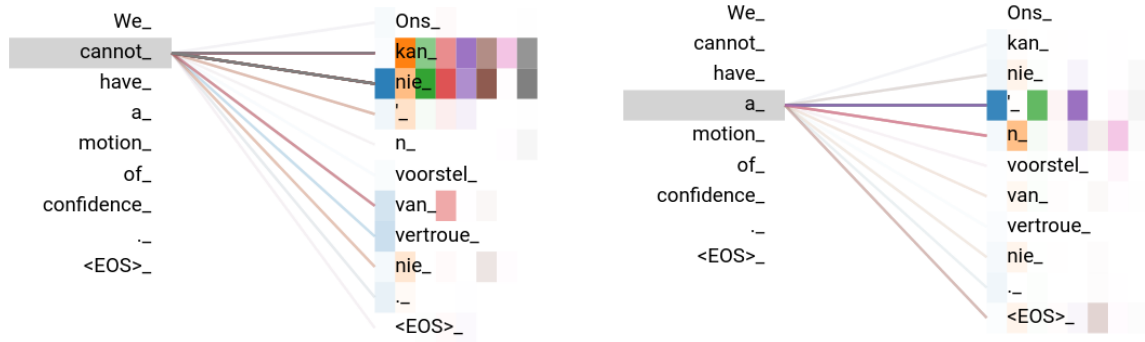 We_ Ons_
cannot_ kan_
have_ nie_
a_ '_
motion_ n_
of_ voorstel_
confidence_ van_
._ vertroue_
<EOS>_ nie_
._
<EOS>_
We_ Ons_
cannot_ kan_
have_ nie_
a_ '_
motion_ n_
of_ voorstel_
confidence_ van_
._ vertroue_
<EOS>_ nie_
._
<EOS>_